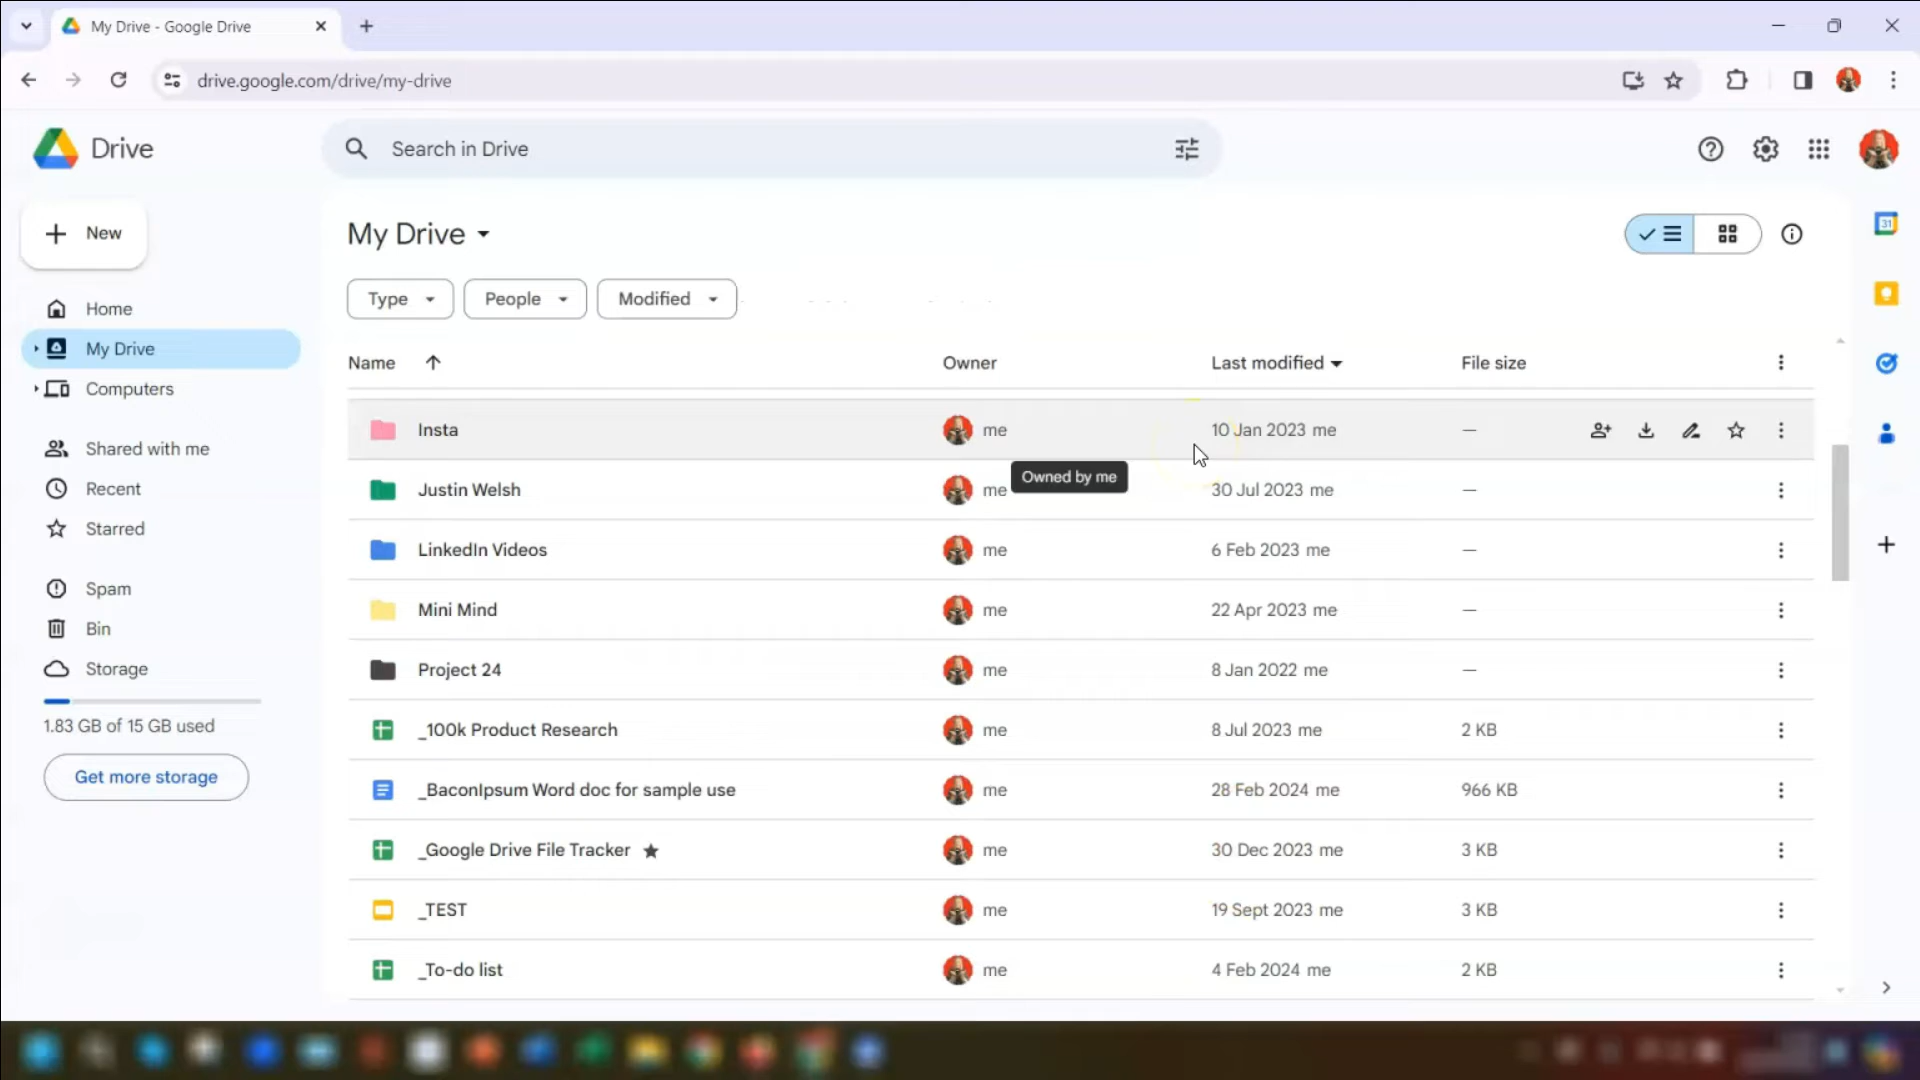 My Drive - Google Drive
drive.google.com/drive/my-drive
Drive
Search in Drive
New
My Drive
Type
People
Modified
Home
My Drive
Computers
Shared with me
Recent
Starred
Spam
Bin
Storage
1.83 GB of 15 GB used
Get more storage
Name Owner Last modified File size
Insta me 10 Jan 2023 me —
Owned by me
Justin Welsh me 30 Jul 2023 me —
LinkedIn Videos me 6 Feb 2023 me —
Mini Mind me 22 Apr 2023 me —
Project 24 me 8 Jan 2022 me —
_100k Product Research me 8 Jul 2023 me 2 KB
_BaconIpsum Word doc for sample use me 28 Feb 2024 me 966 KB
_Google Drive File Tracker me 30 Dec 2023 me 3 KB
_TEST me 19 Sept 2023 me 3 KB
_To-do list me 4 Feb 2024 me 2 KB
31